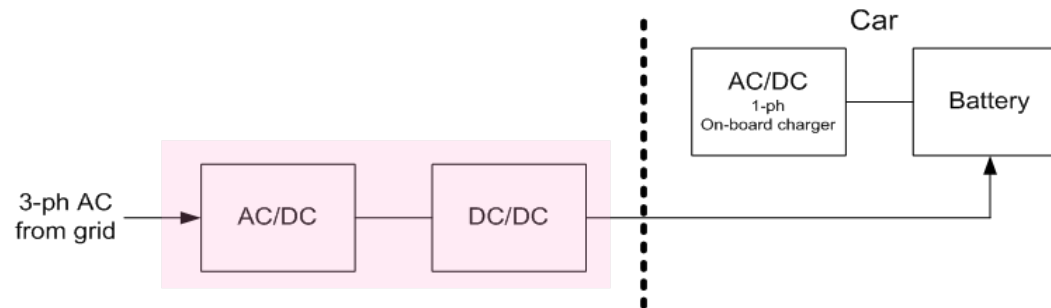 Car
AC/DC
1-ph
On-board charger
Battery
3-ph AC
from grid
AC/DC
DC/DC